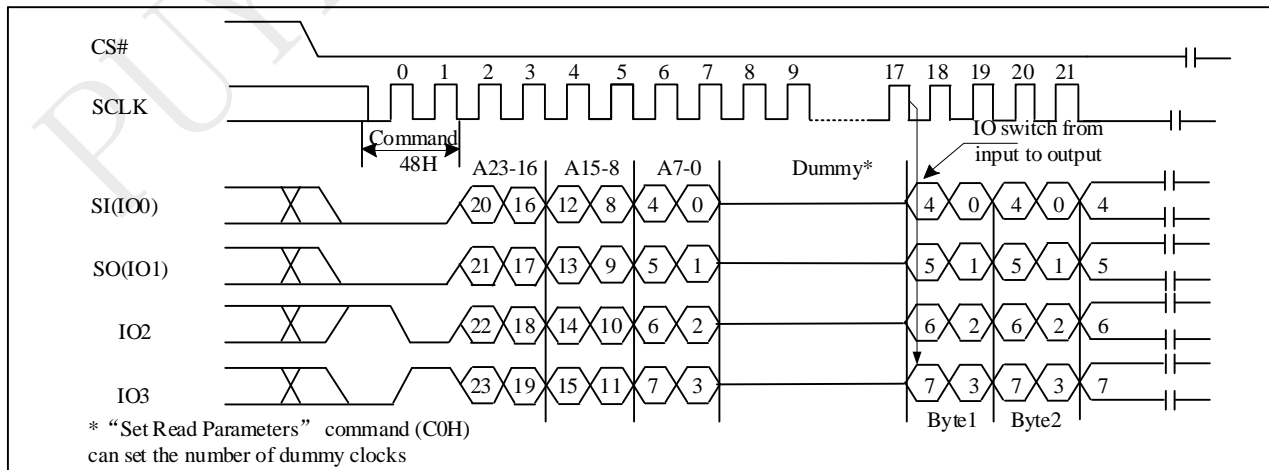 PUYA
CS#
0 1 2 3 4 5 6 7 8 9 17 18 19 20 21
SCLK
Command
48H
IO switch from
input to output
A23-16 A15-8 A7-0 Dummy*
SI(IO0) 20 16 12 8 4 0 4 0 4 0 4
SO(IO1) 21 17 13 9 5 1 5 1 5 1 5
IO2 22 18 14 10 6 2 6 2 6 2 6
IO3 23 19 15 11 7 3 7 3 7 3 7
Byte1 Byte2
* “Set Read Parameters” command (C0H)
can set the number of dummy clocks